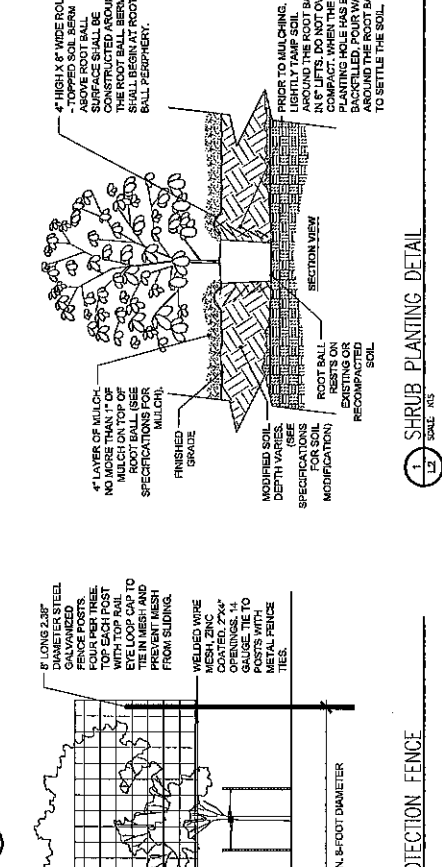 8' LONG 2.38"
DIAMETER STEEL
GALVANIZED
FENCE POSTS.
FOUR PER TREE.
TOP EACH POST
WITH TOP RAIL
EYE LOOP CAP TO
TIE IN MESH AND
PREVENT MESH
FROM SLIDING.
WELDED WIRE
MESH, ZINC
COATED. 2"X4"
OPENINGS, 14
GAUGE. TIE TO
POSTS WITH
METAL FENCE
TIES.
8-FOOT DIAMETER
FENCE
4" LAYER OF MULCH.
NO MORE THAN 1" OF
MULCH ON TOP OF
ROOT BALL (SEE
SPECIFICATIONS FOR
MULCH).
FINISHED
GRADE
MODIFIED SOIL
DEPTH VARIES.
(SEE
SPECIFICATIONS
FOR SOIL
MODIFICATION)
ROOT BALL
RESTS ON
EXISTING OR
RECOMPACTED
SOIL
4" HIGH X 8" WIDE
- TOPPED SOIL BERM
ABOVE ROOT BALL
SURFACE SHALL BE
CONSTRUCTED
THE ROOT BALL. BERM
SHALL BEGIN AT ROOT
BALL PERIPHERY.
PRIOR TO MULCHING,
LIGHTLY TAMP SOIL
AROUND THE ROOT
IN 6" LIFTS. DO NOT
COMPACT. WHEN THE
PLANTING HOLE HAS
BACKFILLED, POUR
AROUND THE ROOT
TO SETTLE THE SOIL.
SECTION VIEW
1
L2
SHRUB PLANTING DETAIL
SCALE: NTS